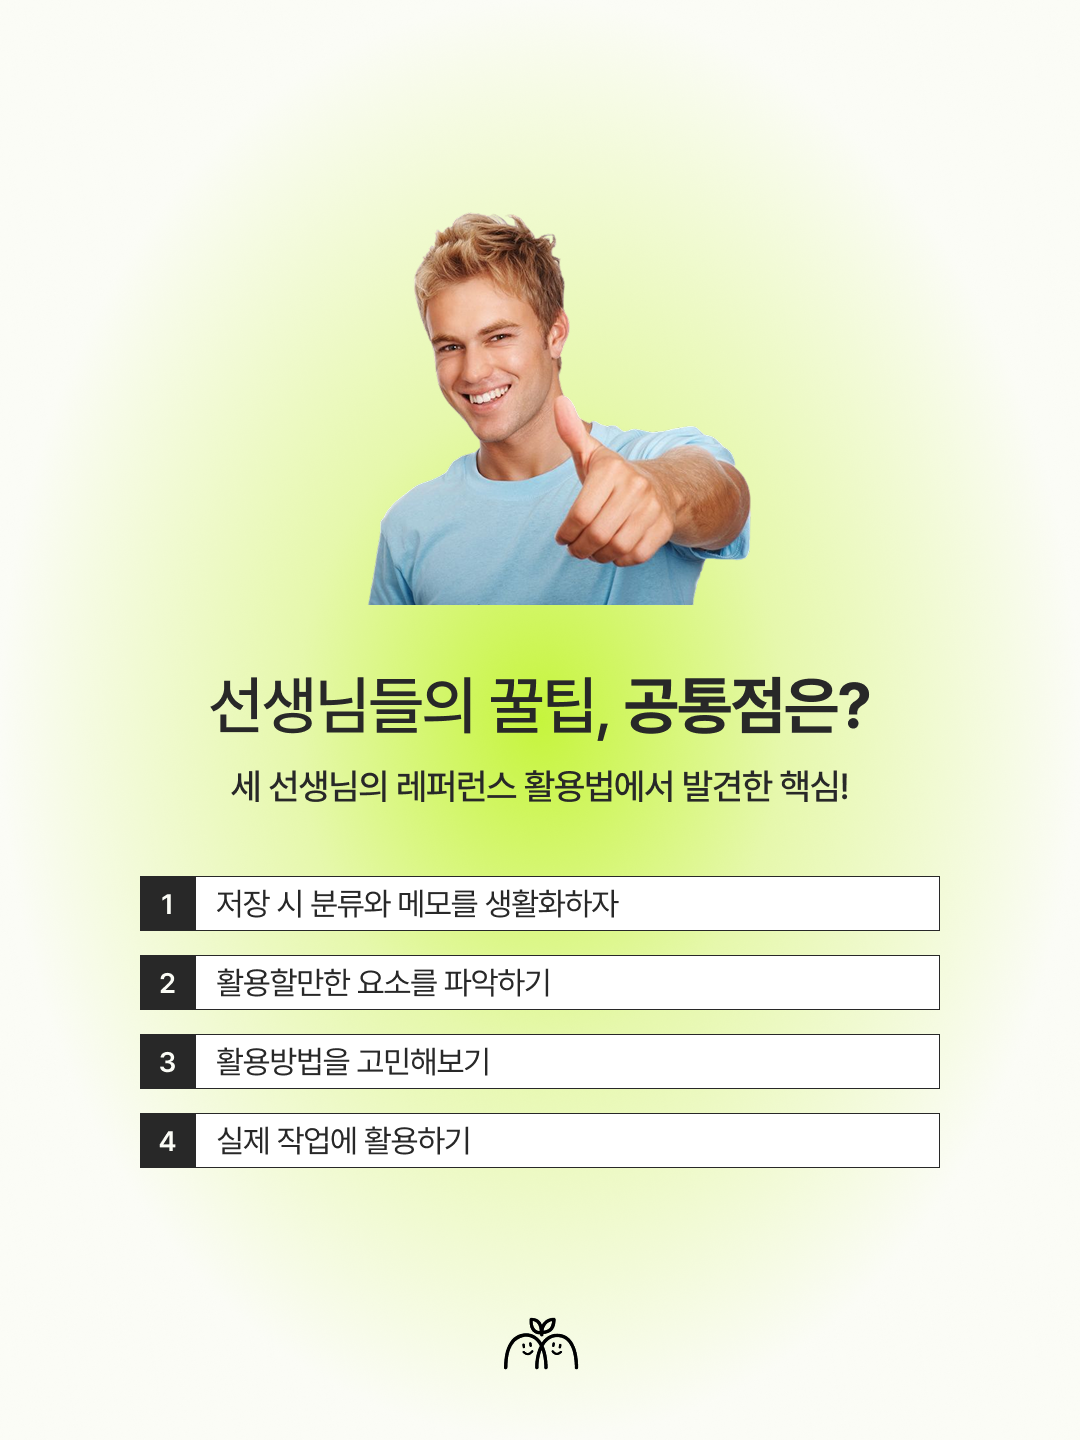 선생님들의 꿀팁, 공통점은?
세 선생님의 레퍼런스 활용법에서 발견한 핵심!
1 저장 시 분류와 메모를 생활화하자
2 활용할만한 요소를 파악하기
3 활용방법을 고민해보기
4 실제 작업에 활용하기